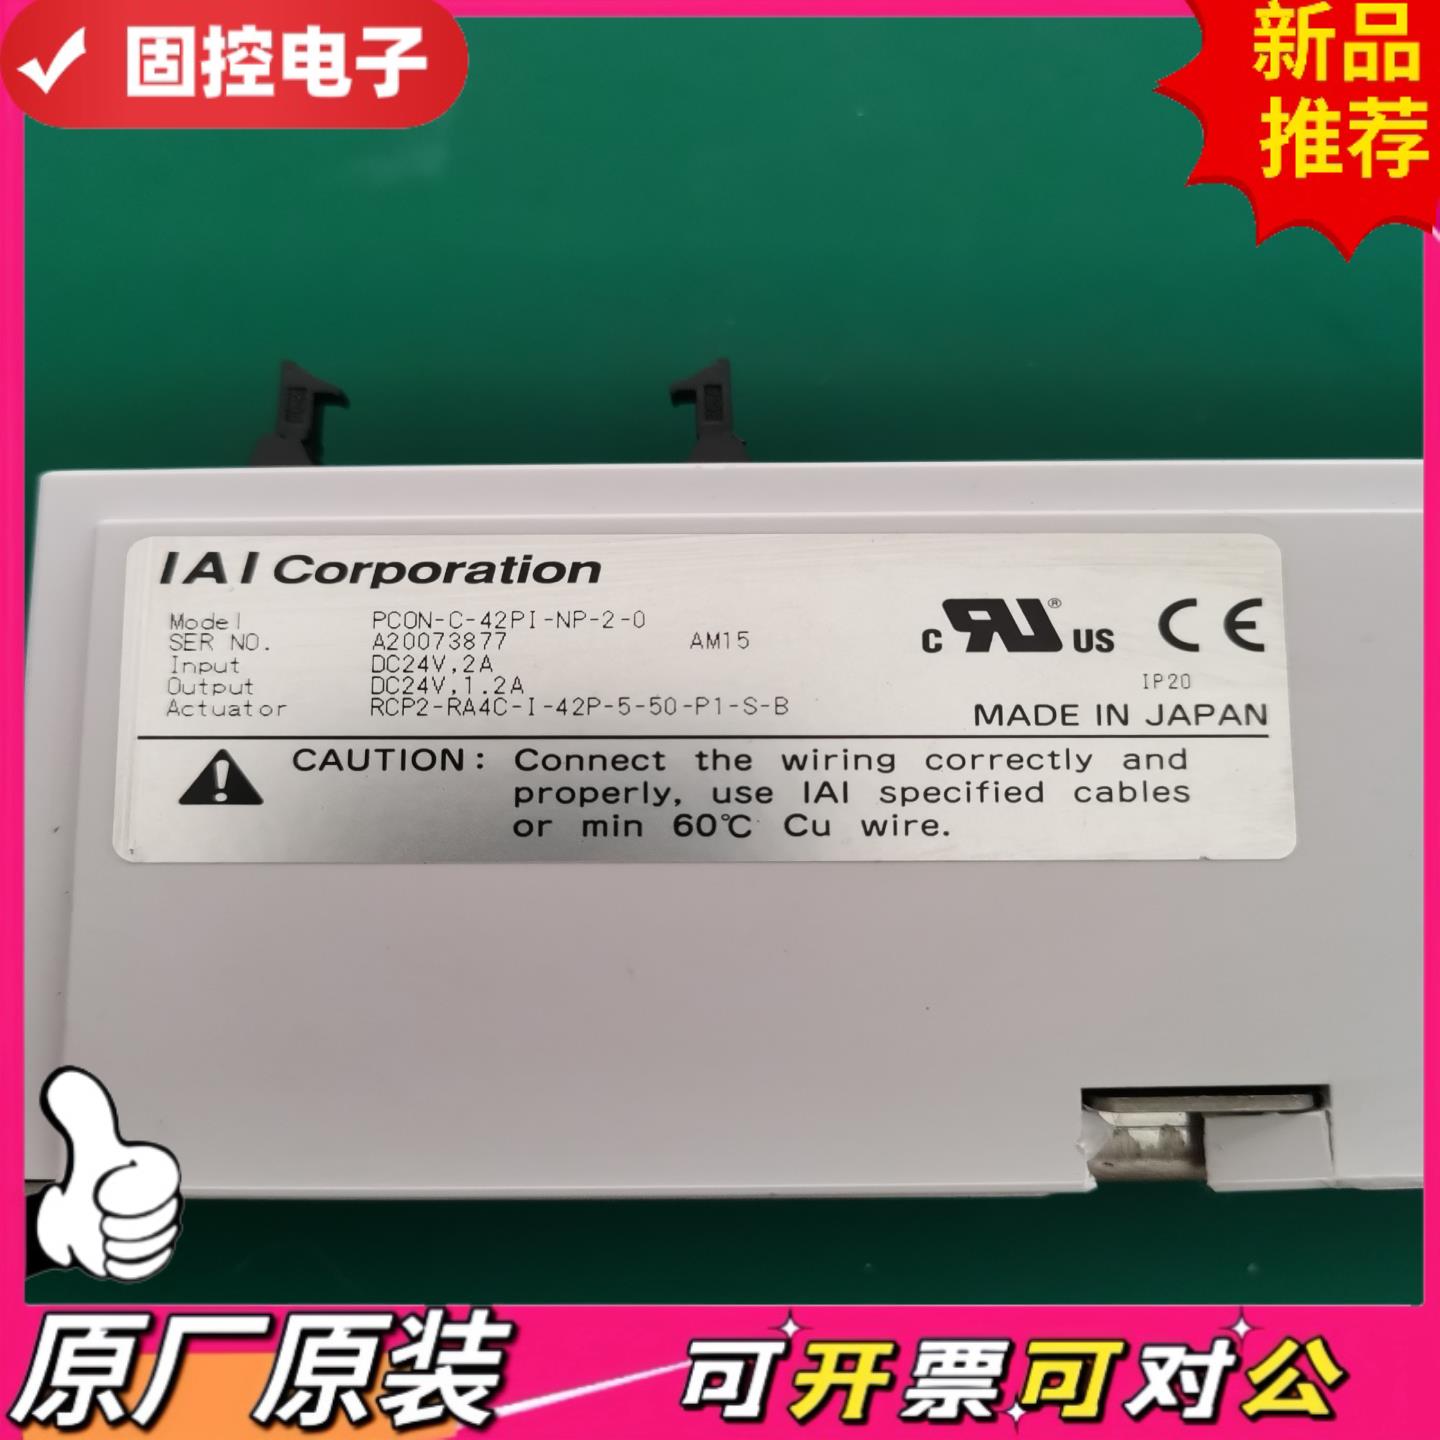 固控电子
新品
推荐
IAI Corporation
Model PCON-C-42PI-NP-2-0
SER NO. A20073877 AM15
Input DC24V,2A
Output DC24V,1.2A
Actuator RCP2-RA4C-I-42P-5-50-P1-S-B
C RU ® US CE
IP20
MADE IN JAPAN
CAUTION: Connect the wiring correctly and
properly, use IAI specified cables
or min 60℃ Cu wire.
原厂原装
可开票可对公